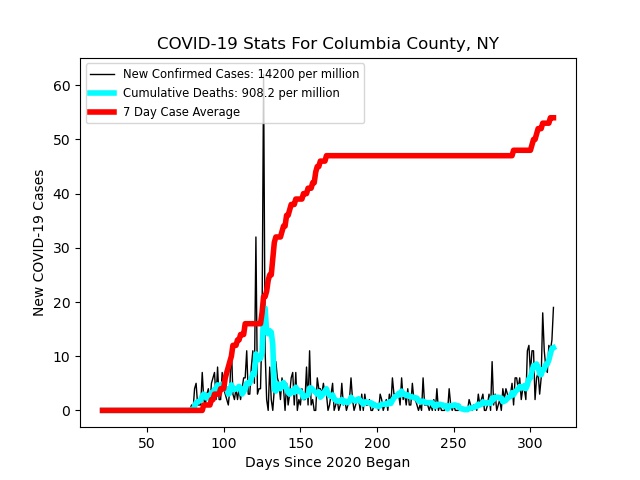 COVID-19 Stats For Columbia County, NY
New Confirmed Cases: 14200 per million
Cumulative Deaths: 908.2 per million
7 Day Case Average
60
50
40
30
20
10
0
New COVID-19 Cases
50 100 150 200 250 300
Days Since 2020 Began